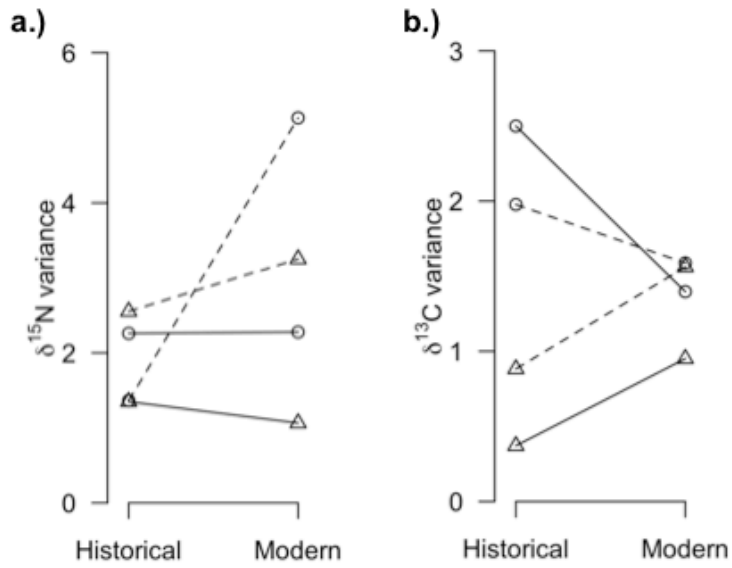 a.)
6
4
2
0
δ15N variance
Historical Modern
b.)
3
2
1
0
δ13C variance
Historical Modern